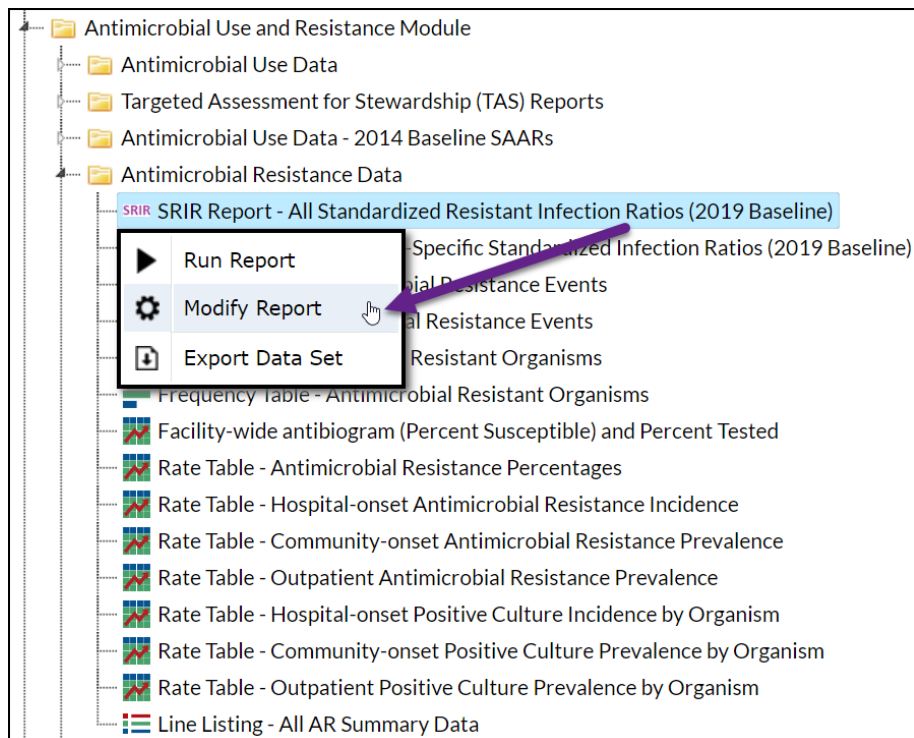 Antimicrobial Use and Resistance Module
Antimicrobial Use Data
Targeted Assessment for Stewardship (TAS) Reports
Antimicrobial Use Data - 2014 Baseline SAARs
Antimicrobial Resistance Data
SRIR SRIR Report - All Standardized Resistant Infection Ratios (2019 Baseline)
Run Report -Specific Standardized Infection Ratios (2019 Baseline)
Resistance Events
Modify Report
Resistance Events
Export Data Set Resistant Organisms
Frequency Table - Antimicrobial Resistant Organisms
Facility-wide antibiogram (Percent Susceptible) and Percent Tested
Rate Table - Antimicrobial Resistance Percentages
Rate Table - Hospital-onset Antimicrobial Resistance Incidence
Rate Table - Community-onset Antimicrobial Resistance Prevalence
Rate Table - Outpatient Antimicrobial Resistance Prevalence
Rate Table - Hospital-onset Positive Culture Incidence by Organism
Rate Table - Community-onset Positive Culture Prevalence by Organism
Rate Table - Outpatient Positive Culture Prevalence by Organism
Line Listing - All AR Summary Data